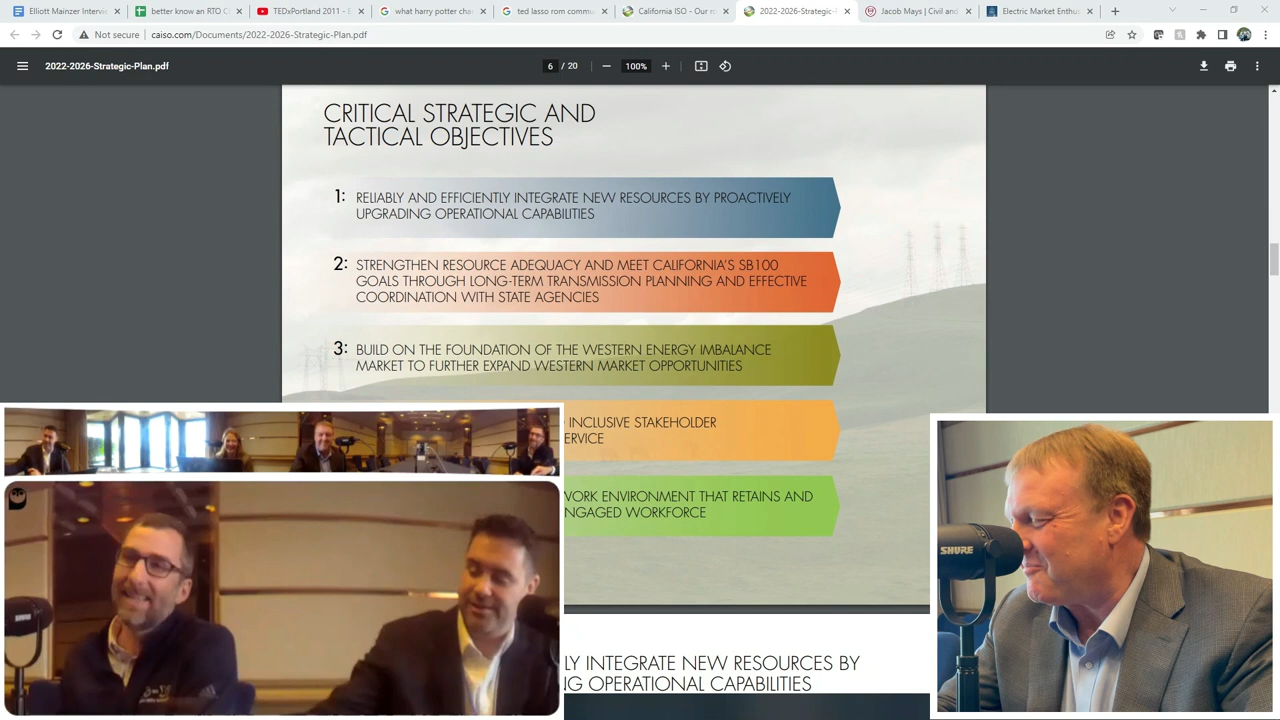 Elliott Mainzer Interview
better know an RTO C
TEDxPortland 2011 - E
what harry potter cha
ted lasso rom commu
California ISO - Our r
2022-2026-Strategic-
Jacob Mays | Civil and
Electric Market Enthus
Not secure | caiso.com/Documents/2022-2026-Strategic-Plan.pdf
2022-2026-Strategic-Plan.pdf
6 / 20
100%
CRITICAL STRATEGIC AND
TACTICAL OBJECTIVES
1: RELIABLY AND EFFICIENTLY INTEGRATE NEW RESOURCES BY PROACTIVELY
UPGRADING OPERATIONAL CAPABILITIES
2: STRENGTHEN RESOURCE ADEQUACY AND MEET CALIFORNIA'S SB100
GOALS THROUGH LONG-TERM TRANSMISSION PLANNING AND EFFECTIVE
COORDINATION WITH STATE AGENCIES
3: BUILD ON THE FOUNDATION OF THE WESTERN ENERGY IMBALANCE
MARKET TO FURTHER EXPAND WESTERN MARKET OPPORTUNITIES
INCLUSIVE STAKEHOLDER
ERVICE
WORK ENVIRONMENT THAT RETAINS AND
NGAGED WORKFORCE
LY INTEGRATE NEW RESOURCES BY
NG OPERATIONAL CAPABILITIES
SHURE